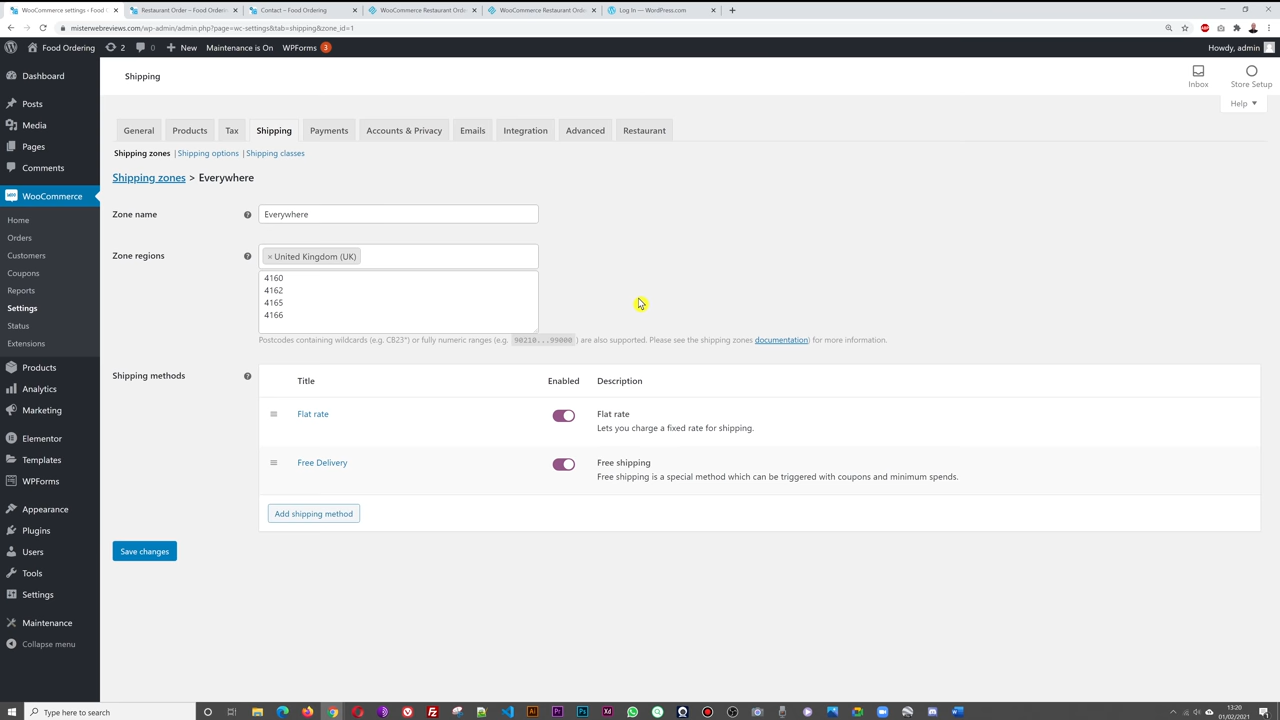 WooCommerce settings ‹ Food O
Restaurant Order – Food Ordering
Contact – Food Ordering
WooCommerce Restaurant Orde
WooCommerce Restaurant Orde
Log In — WordPress.com
misterwebreviews.com/wp-admin/admin.php?page=wc-settings&tab=shipping&zone_id=1
Food Ordering
2
0
New
Maintenance is On
WPForms
3
Howdy, admin
Dashboard
Posts
Media
Pages
Comments
WooCommerce
Home
Orders
Customers
Coupons
Reports
Settings
Status
Extensions
Products
Analytics
Marketing
Elementor
Templates
WPForms
Appearance
Plugins
Users
Tools
Settings
Maintenance
Collapse menu
Shipping
Inbox
Store Setup
Help
General
Products
Tax
Shipping
Payments
Accounts & Privacy
Emails
Integration
Advanced
Restaurant
Shipping zones | Shipping options | Shipping classes
Shipping zones > Everywhere
Zone name
Everywhere
Zone regions
× United Kingdom (UK)
4160
4162
4165
4166
Postcodes containing wildcards (e.g. CB23*) or fully numeric ranges (e.g. 90210...99000 ) are also supported. Please see the shipping zones documentation) for more information.
Shipping methods
Title
Enabled
Description
Flat rate
Flat rate
Lets you charge a fixed rate for shipping.
Free Delivery
Free shipping
Free shipping is a special method which can be triggered with coupons and minimum spends.
Add shipping method
Save changes
Type here to search
13:20
01/02/2021